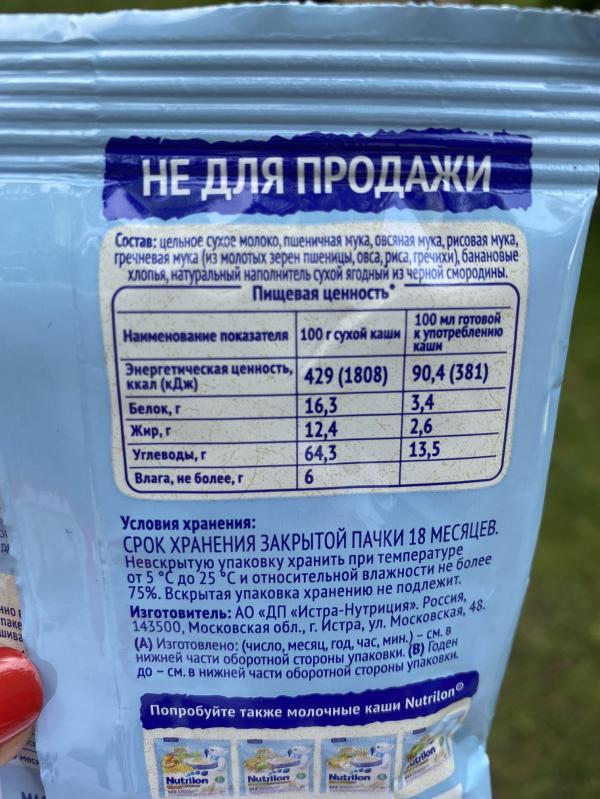 НЕ ДЛЯ ПРОДАЖИ
Состав: цельное сухое молоко, пшеничная мука, овсяная мука, рисовая мука,
гречневая мука (из молотых зерен пшеницы, овса, риса, гречихи), банановые
хлопья, натуральный наполнитель сухой ягодный из черной смородины.
Пищевая ценность*
Наименование показателя 100 г сухой каши 100 мл готовой
к употреблению
каши
Энергетическая ценность,
ккал (кДж) 429 (1808) 90,4 (381)
Белок, г 16,3 3,4
Жир, г 12,4 2,6
Углеводы, г 64,3 13,5
Влага, не более, г 6
Условия хранения:
СРОК ХРАНЕНИЯ ЗАКРЫТОЙ ПАЧКИ 18 МЕСЯЦЕВ.
Невскрытую упаковку хранить при температуре
от 5 °С до 25 °С и относительной влажности не более
75%. Вскрытая упаковка хранению не подлежит.
Изготовитель: АО «ДП «Истра-Нутриция». Россия,
143500, Московская обл., г. Истра, ул. Московская, 48.
(А) Изготовлено: (число, месяц, год, час, мин.) – см. в
нижней части оборотной стороны упаковки. (В) Годен
до – см. в нижней части оборотной стороны упаковки.
Попробуйте также молочные каши Nutrilon®
Nutrilon Nutrilon Nutrilon Nutrilon